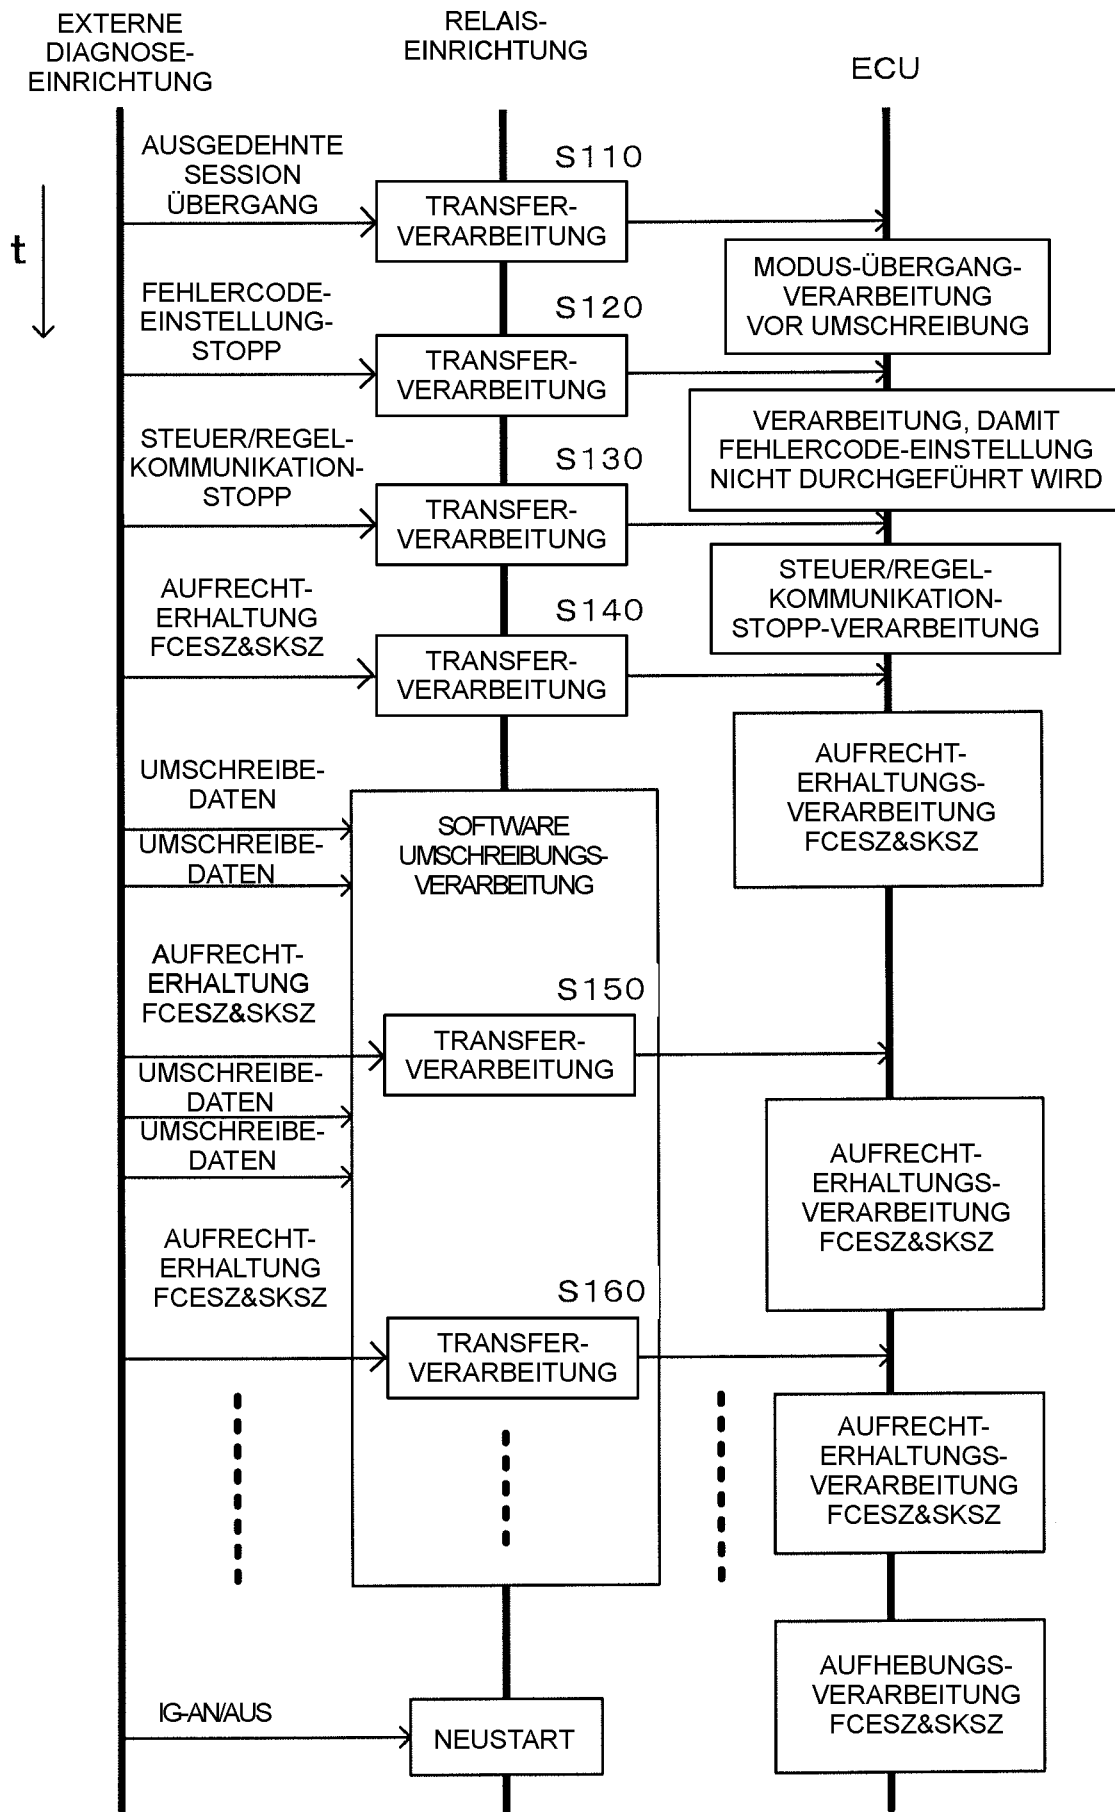 EXTERNE
DIAGNOSE-
EINRICHTUNG
RELAIS-
EINRICHTUNG
ECU
t
AUSGEDEHNTE
SESSION
ÜBERGANG
S110
TRANSFER-
VERARBEITUNG
MODUS-ÜBERGANG-
VERARBEITUNG
VOR UMSCHREIBUNG
FEHLERCODE-
EINSTELLUNG-
STOPP
S120
TRANSFER-
VERARBEITUNG
VERARBEITUNG, DAMIT
FEHLERCODE-EINSTELLUNG
NICHT DURCHGEFÜHRT WIRD
STEUER/REGEL-
KOMMUNIKATION-
STOPP
S130
TRANSFER-
VERARBEITUNG
STEUER/REGEL-
KOMMUNIKATION-
STOPP-VERARBEITUNG
AUFRECHT-
ERHALTUNG
FCESZ&SKSZ
S140
TRANSFER-
VERARBEITUNG
AUFRECHT-
ERHALTUNGS-
VERARBEITUNG
FCESZ&SKSZ
UMSCHREIBE-
DATEN
UMSCHREIBE-
DATEN
SOFTWARE
UMSCHREIBUNGS-
VERARBEITUNG
AUFRECHT-
ERHALTUNG
FCESZ&SKSZ
S150
TRANSFER-
VERARBEITUNG
UMSCHREIBE-
DATEN
UMSCHREIBE-
DATEN
AUFRECHT-
ERHALTUNGS-
VERARBEITUNG
FCESZ&SKSZ
AUFRECHT-
ERHALTUNG
FCESZ&SKSZ
S160
TRANSFER-
VERARBEITUNG
AUFRECHT-
ERHALTUNGS-
VERARBEITUNG
FCESZ&SKSZ
AUFHEBUNGS-
VERARBEITUNG
FCESZ&SKSZ
IG-AN/AUS
NEUSTART